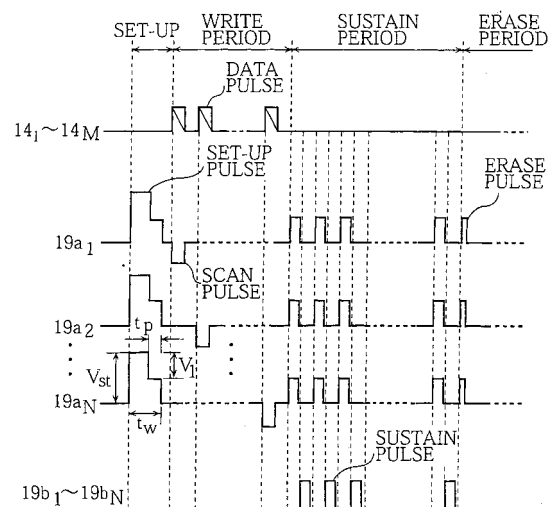 SET-UP WRITE PERIOD SUSTAIN PERIOD ERASE PERIOD
DATA PULSE
14i~14M
SET-UP PULSE
ERASE PULSE
19a1
SCAN PULSE
19a2
tp
Vst
V1
19aN
tw
SUSTAIN PULSE
19b1~19bN